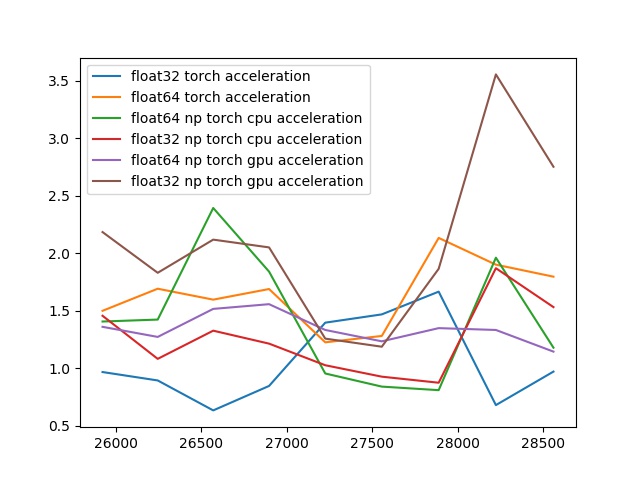 float32 torch acceleration
float64 torch acceleration
float64 np torch cpu acceleration
float32 np torch cpu acceleration
float64 np torch gpu acceleration
float32 np torch gpu acceleration
3.5
3.0
2.5
2.0
1.5
1.0
0.5
26000 26500 27000 27500 28000 28500